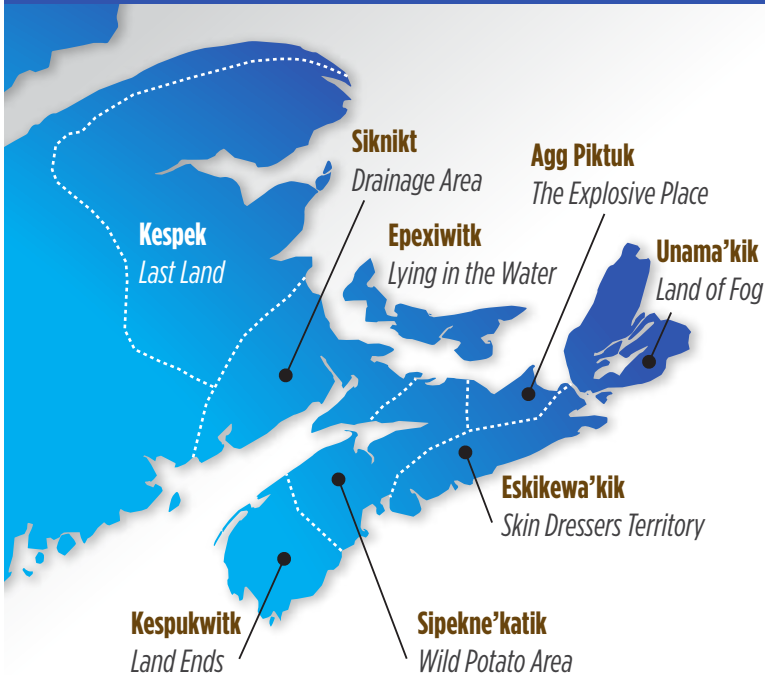 Siknikt
Drainage Area
Agg Piktuk
The Explosive Place
Kespek
Last Land
Epexiwitk
Lying in the Water
Unama’kik
Land of Fog
Eskikewa’kik
Skin Dressers Territory
Kespukwitk
Land Ends
Sipekne’katik
Wild Potato Area